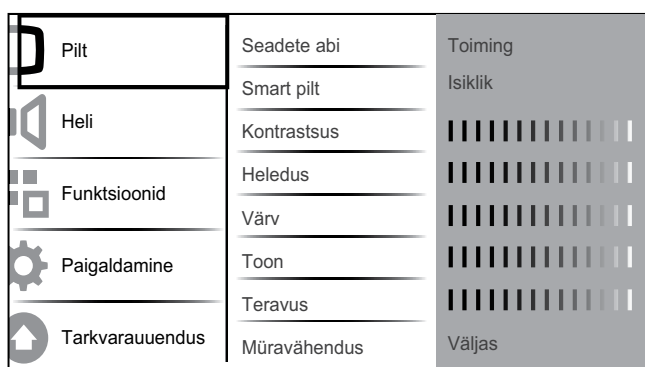 Pilt
Heli
Funktsioonid
Paigaldamine
Tarkvarauuendus
Seadete abi
Smart pilt
Kontrastsus
Heledus
Värv
Toon
Teravus
Müravähendus
Toiming
Isiklik
Väljas